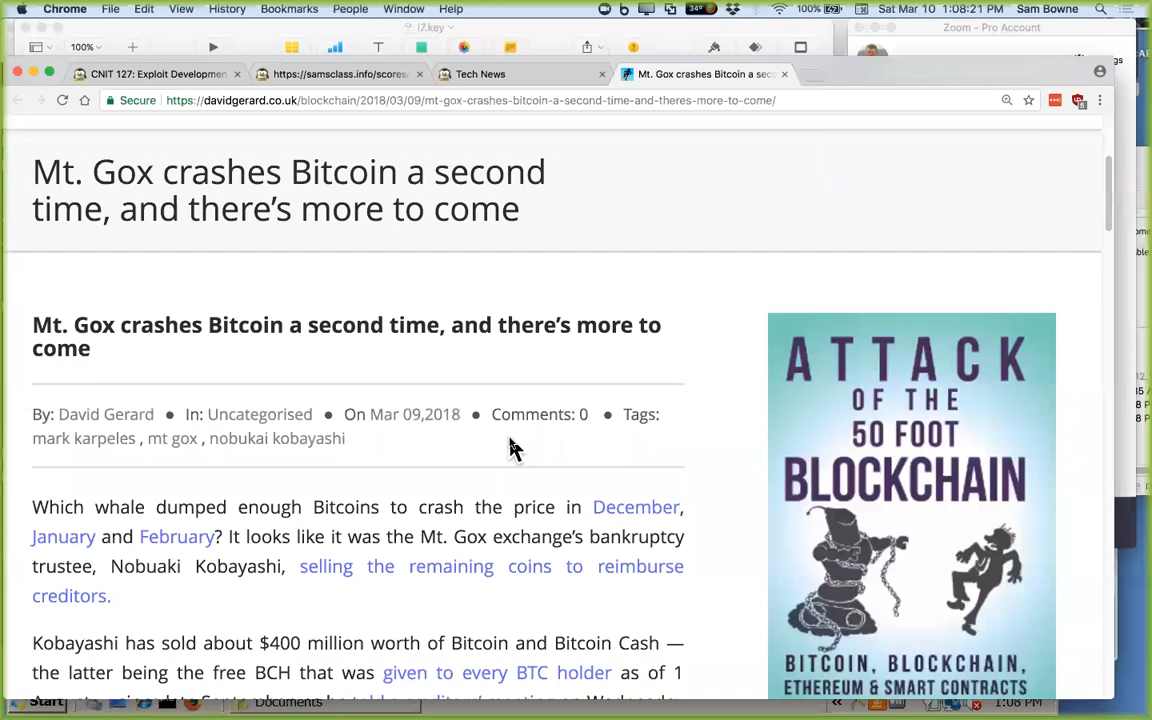 Chrome File Edit View History Bookmarks People Window Help 34° 100% Sat Mar 10 1:08:21 PM Sam Bowne
17.key
Zoom - Pro Account
100%
CNIT 127: Exploit Developmen × https://samsclass.info/scores. × Tech News × Mt. Gox crashes Bitcoin a sec ×
Secure https://davidgerard.co.uk/blockchain/2018/03/09/mt-gox-crashes-bitcoin-a-second-time-and-theres-more-to-come/
Mt. Gox crashes Bitcoin a second
time, and there's more to come
Mt. Gox crashes Bitcoin a second time, and there's more to
come
By: David Gerard ● In: Uncategorised ● On Mar 09,2018 ● Comments: 0 ● Tags:
mark karpeles , mt gox , nobukai kobayashi
Which whale dumped enough Bitcoins to crash the price in December,
January and February? It looks like it was the Mt. Gox exchange's bankruptcy
trustee, Nobuaki Kobayashi, selling the remaining coins to reimburse
creditors.
Kobayashi has sold about $400 million worth of Bitcoin and Bitcoin Cash —
the latter being the free BCH that was given to every BTC holder as of 1
ATTACK
OF THE
50 FOOT
BLOCKCHAIN
BITCOIN, BLOCKCHAIN,
ETHEREUM & SMART CONTRACTS
Start Documents 1:08 PM